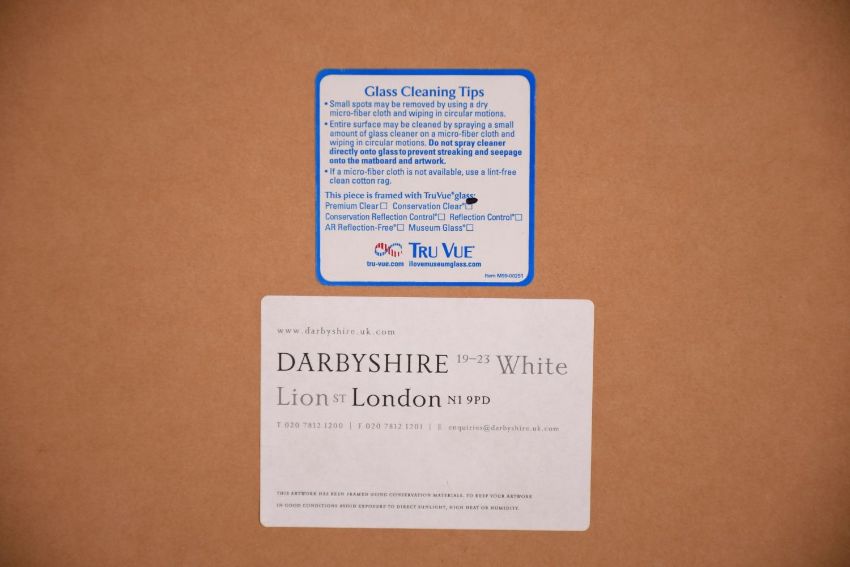 Glass Cleaning Tips
• Small spots may be removed by using a dry
micro-fiber cloth and wiping in circular motions.
• Entire surface may be cleaned by spraying a small
amount of glass cleaner on a micro-fiber cloth and
wiping in circular motions. Do not spray cleaner
directly onto glass to prevent streaking and seepage
onto the matboard and artwork.
• If a micro-fiber cloth is not available, use a lint-free
clean cotton rag.
This piece is framed with TruVue® glass:
Premium Clear☐ Conservation Clear®☐
Conservation Reflection Control®☐ Reflection Control®☐
AR Reflection-Free®☐ Museum Glass®☐
TRU VUE®
tru-vue.com ilovemuseumglass.com
Item M99-00251
www.darbyshire.uk.com
DARBYSHIRE 19–23 White
Lion ST London N1 9PD
T 020 7812 1200 | F 020 7812 1201 | E enquiries@darbyshire.uk.com
THIS ARTWORK HAS BEEN FRAMED USING CONSERVATION MATERIALS. TO KEEP YOUR ARTWORK
IN GOOD CONDITIONS AVOID EXPOSURE TO DIRECT SUNLIGHT, HIGH HEAT OR HUMIDITY.